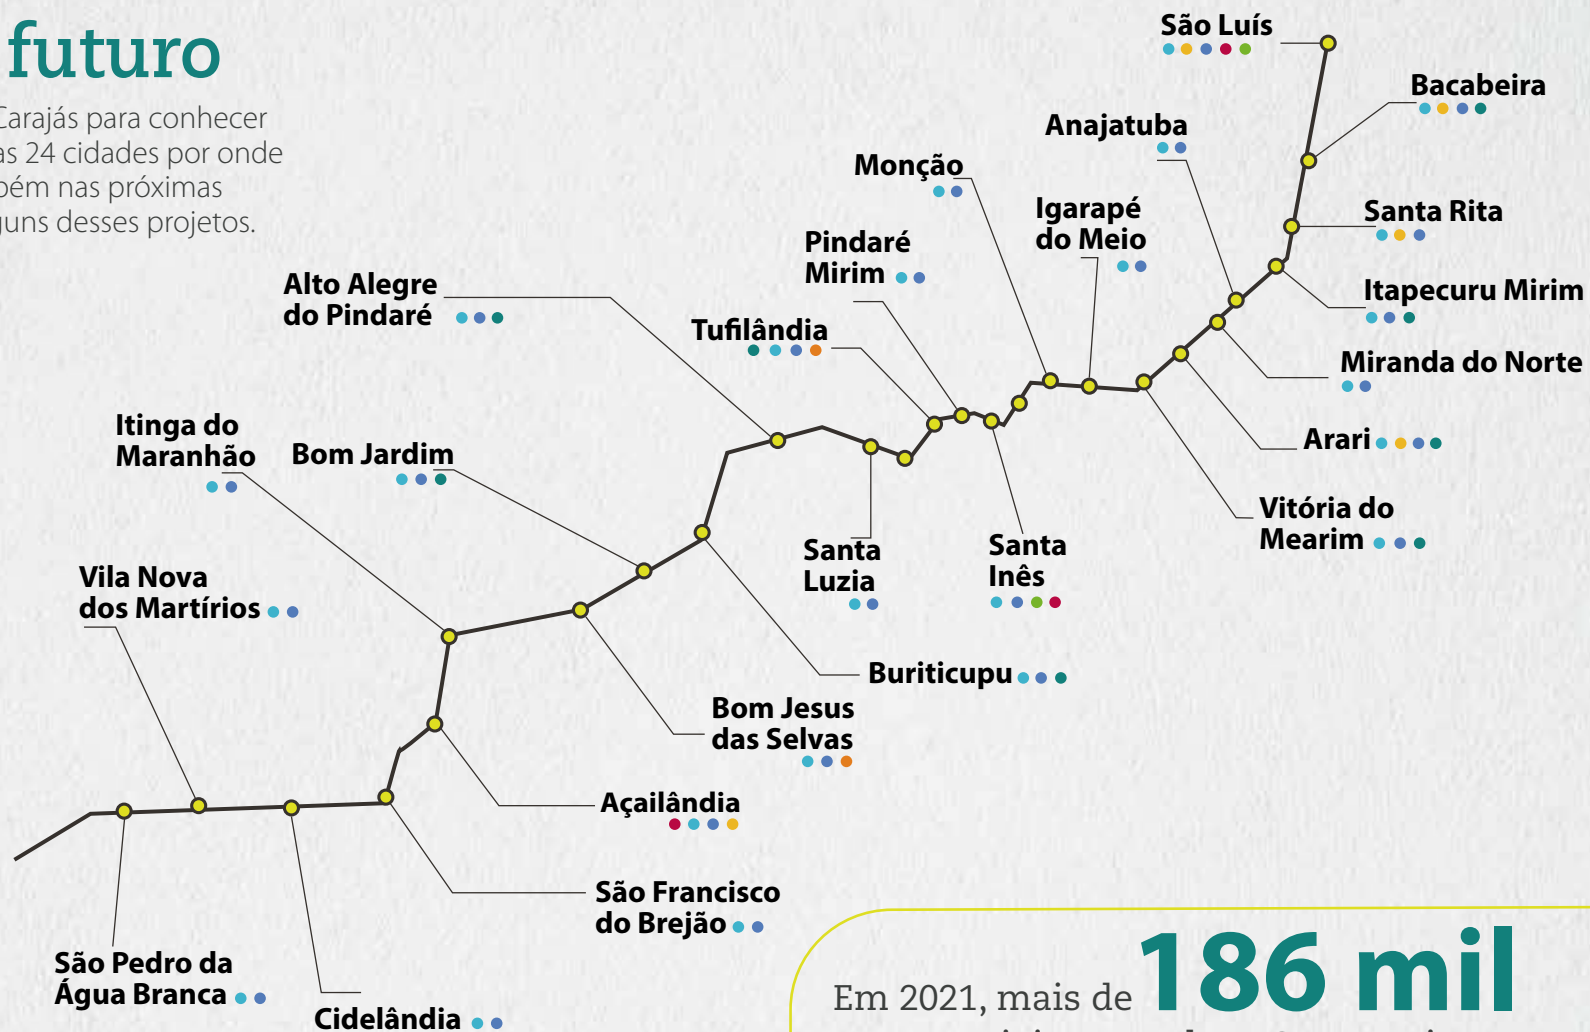 futuro
Carajás para conhecer
as 24 cidades por onde
bém nas próximas
guns desses projetos.
São Luís
Bacabeira
Anajatuba
Monção
Igarapé
do Meio
Santa Rita
Pindaré
Mirim
Itapecuru Mirim
Alto Alegre
do Pindaré
Tufilândia
Miranda do Norte
Itinga do
Maranhão
Bom Jardim
Arari
Vitória do
Mearim
Santa
Luzia
Santa
Inês
Vila Nova
dos Martírios
Buriticupu
Bom Jesus
das Selvas
Açailândia
São Francisco
do Brejão
São Pedro da
Água Branca
Cidelândia
Em 2021, mais de 186 mil